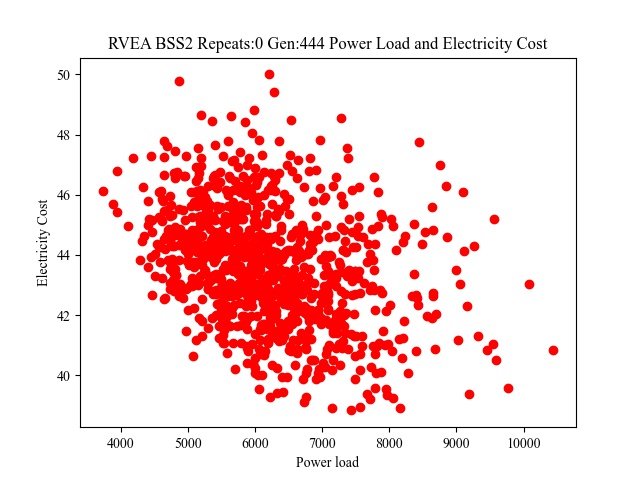 RVEA BSS2 Repeats:0 Gen:444 Power Load and Electricity Cost
50
48
46
44
42
40
Electricity Cost
4000 5000 6000 7000 8000 9000 10000
Power load